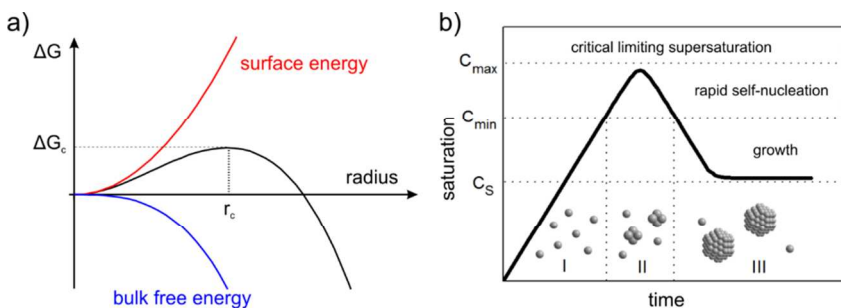 a)
ΔG
surface energy
ΔGc
radius
rc
bulk free energy
b)
saturation
critical limiting supersaturation
Cmax
rapid self-nucleation
Cmin
growth
CS
I
II
III
time